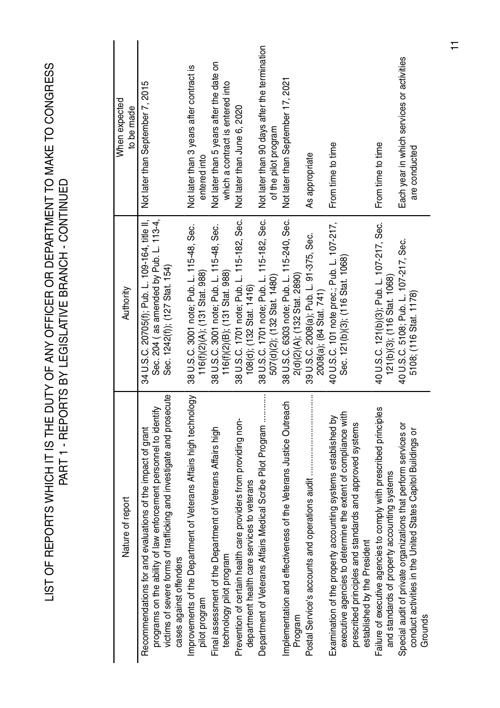 LIST OF REPORTS WHICH IT IS THE DUTY OF ANY OFFICER OR DEPARTMENT TO MAKE TO CONGRESS
PART 1 - REPORTS BY LEGISLATIVE BRANCH - CONTINUED
Nature of report
Authority
When expected
to be made
Recommendations for and evaluations of the impact of grant
programs on the ability of law enforcement personnel to identify
victims of severe forms of trafficking and investigate and prosecute
cases against offenders
34 U.S.C. 20705(f); Pub. L. 109-164, title II,
Sec. 204 ( as amended by Pub. L. 113-4,
Sec. 1242(f)); (127 Stat. 154)
Not later than September 7, 2015
Improvements of the Department of Veterans Affairs high technology
pilot program
38 U.S.C. 3001 note; Pub. L. 115-48, Sec.
116(f)(2)(A); (131 Stat. 988)
Not later than 3 years after contract is
entered into
Final assessment of the Department of Veterans Affairs high
technology pilot program
38 U.S.C. 3001 note; Pub. L. 115-48, Sec.
116(f)(2)(B); (131 Stat. 988)
Not later than 5 years after the date on
which a contract is entered into
Prevention of certain health care providers from providing non-
department health care services to veterans
38 U.S.C. 1701 note; Pub. L. 115-182, Sec.
108(d); (132 Stat. 1416)
Not later than June 6, 2020
Department of Veterans Affairs Medical Scribe Pilot Program ............
38 U.S.C. 1701 note; Pub. L. 115-182, Sec.
507(d)(2); (132 Stat. 1480)
Not later than 90 days after the termination
of the pilot program
Implementation and effectiveness of the Veterans Justice Outreach
Program
38 U.S.C. 6303 note; Pub. L. 115-240, Sec.
2(d)(2)(A); (132 Stat. 2890)
Not later than September 17, 2021
Postal Service's accounts and operations audit ................................
39 U.S.C. 2008(a); Pub. L. 91-375, Sec.
2008(a); (84 Stat. 741)
As appropriate
Examination of the property accounting systems established by
executive agencies to determine the extent of compliance with
prescribed principles and standards and approved systems
established by the President
40 U.S.C. 101 note prec.; Pub. L. 107-217,
Sec. 121(b)(3); (116 Stat. 1068)
From time to time
Failure of executive agencies to comply with prescribed principles
and standards of property accounting systems
40 U.S.C. 121(b)(3); Pub. L. 107-217, Sec.
121(b)(3); (116 Stat. 1068)
From time to time
Special audit of private organizations that perform services or
conduct activities in the United States Capitol Buildings or
Grounds
40 U.S.C. 5108; Pub. L. 107-217, Sec.
5108; (116 Stat. 1178)
Each year in which services or activities
are conducted
11